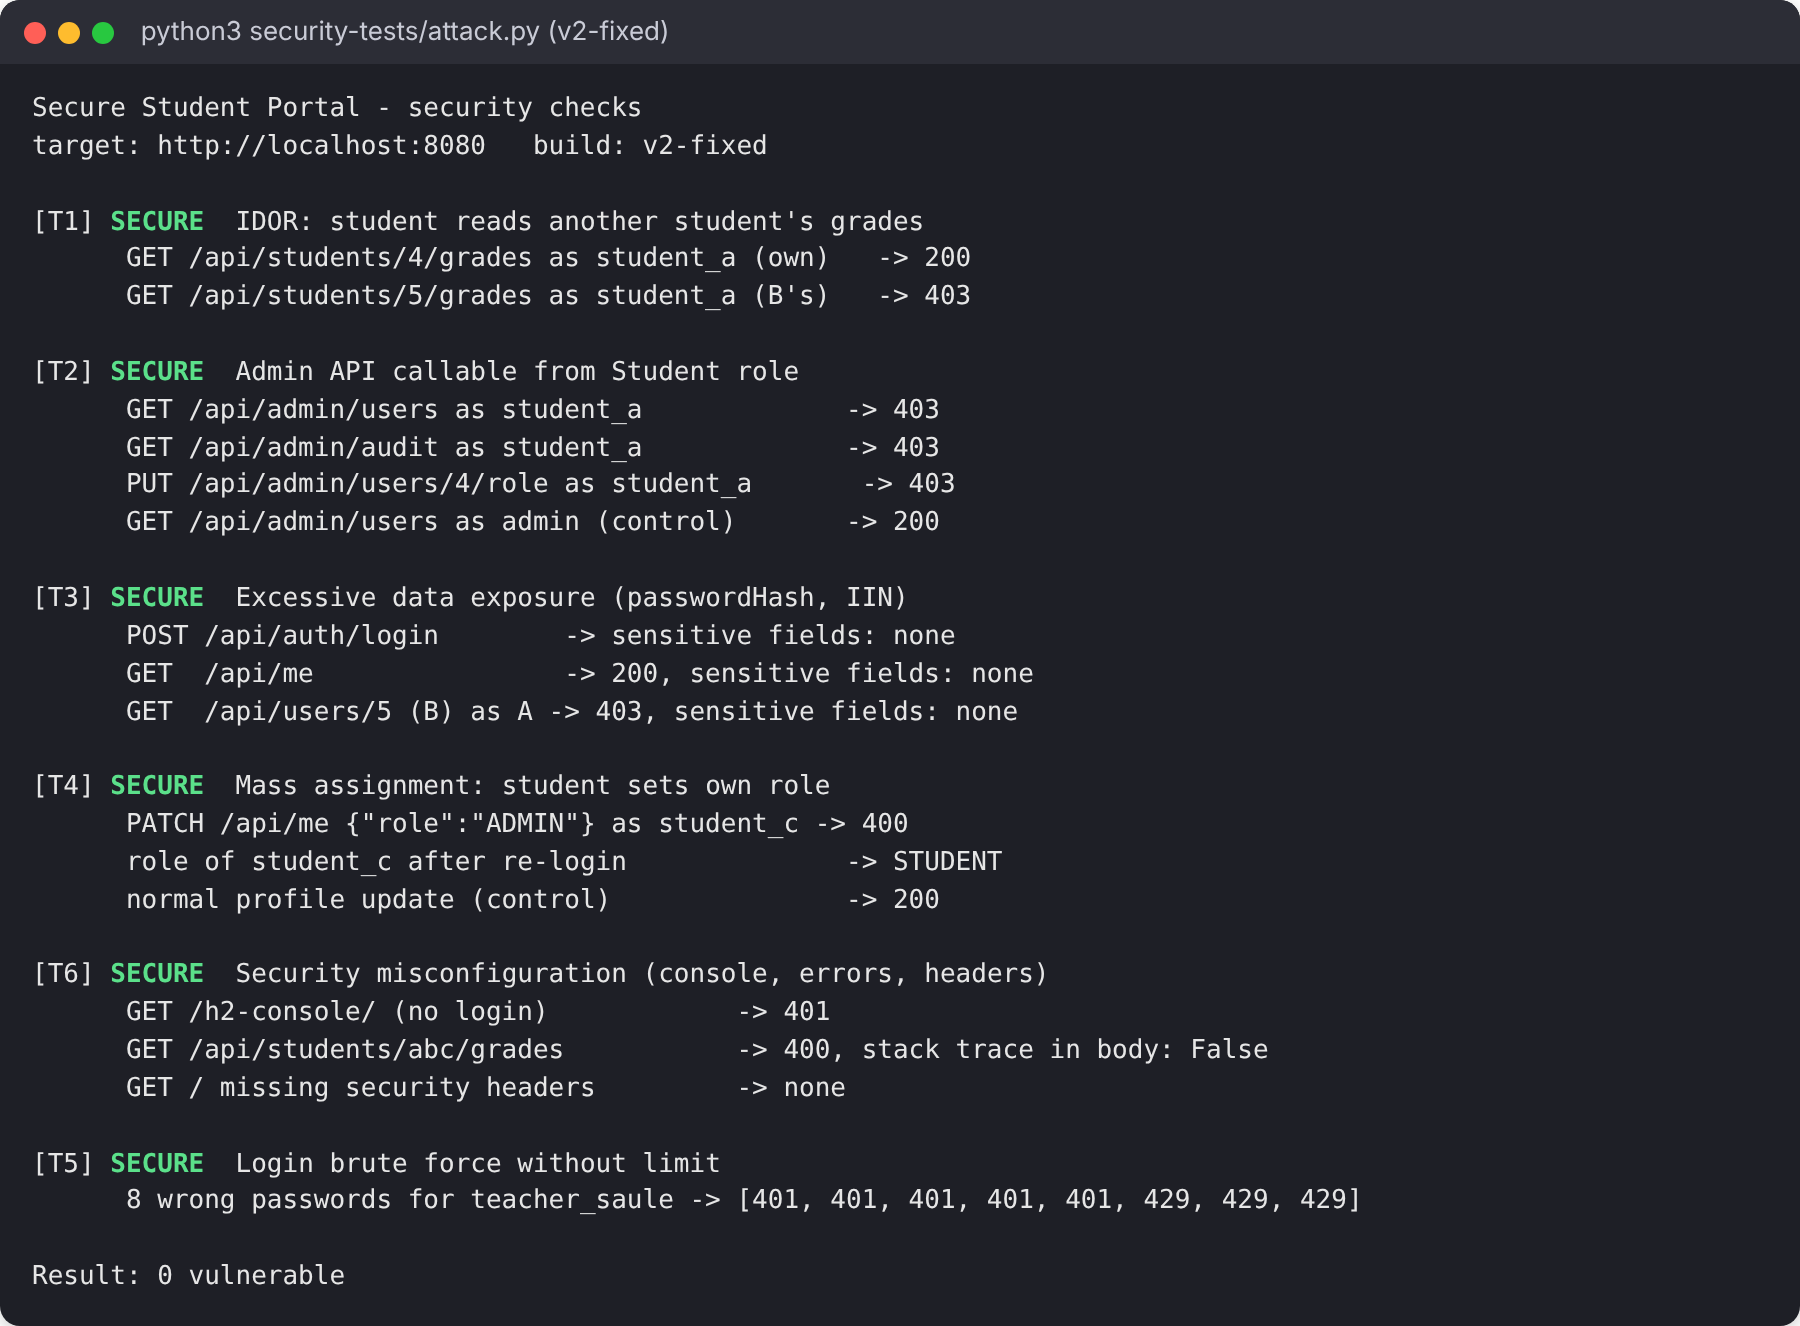 python3 security-tests/attack.py (v2-fixed)
Secure Student Portal - security checks
target: http://localhost:8080   build: v2-fixed
[T1] SECURE  IDOR: student reads another student's grades
GET /api/students/4/grades as student_a (own)   -> 200
GET /api/students/5/grades as student_a (B's)   -> 403
[T2] SECURE  Admin API callable from Student role
GET /api/admin/users as student_a             -> 403
GET /api/admin/audit as student_a             -> 403
PUT /api/admin/users/4/role as student_a       -> 403
GET /api/admin/users as admin (control)       -> 200
[T3] SECURE  Excessive data exposure (passwordHash, IIN)
POST /api/auth/login        -> sensitive fields: none
GET  /api/me                -> 200, sensitive fields: none
GET  /api/users/5 (B) as A -> 403, sensitive fields: none
[T4] SECURE  Mass assignment: student sets own role
PATCH /api/me {"role":"ADMIN"} as student_c -> 400
role of student_c after re-login              -> STUDENT
normal profile update (control)               -> 200
[T6] SECURE  Security misconfiguration (console, errors, headers)
GET /h2-console/ (no login)            -> 401
GET /api/students/abc/grades           -> 400, stack trace in body: False
GET / missing security headers         -> none
[T5] SECURE  Login brute force without limit
8 wrong passwords for teacher_saule -> [401, 401, 401, 401, 401, 429, 429, 429]
Result: 0 vulnerable